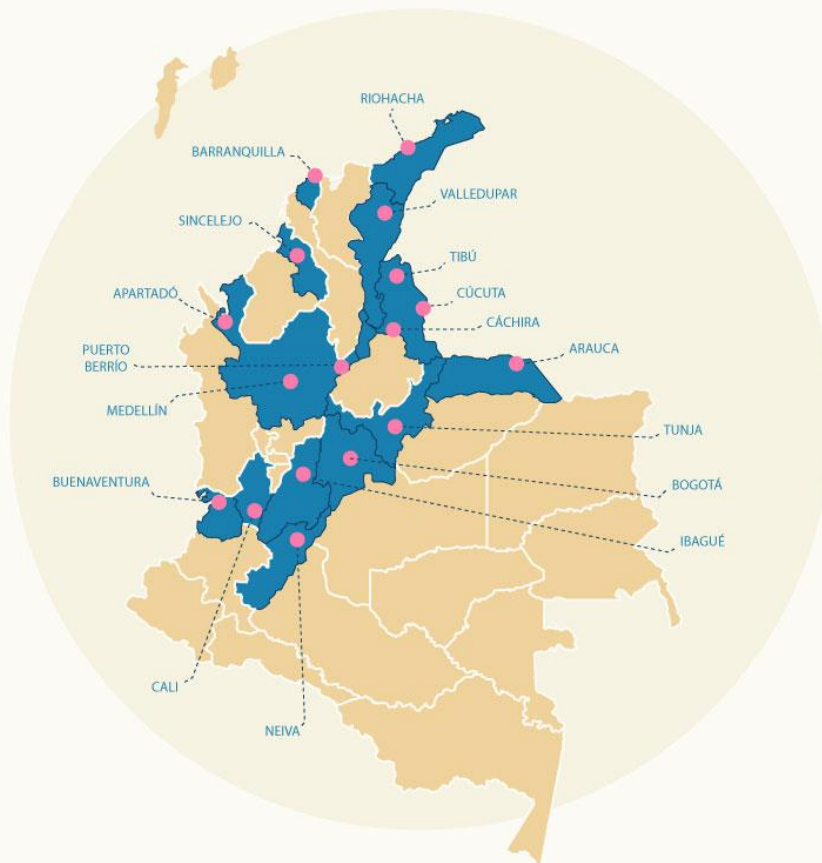 RIOHACHA
BARRANQUILLA
VALLEDUPAR
SINCELEJO
TIBÚ
CÚCUTA
APARTADÓ
CÁCHIRA
ARAUCA
PUERTO
BERRÍO
MEDELLÍN
TUNJA
BUENAVENTURA
BOGOTÁ
IBAGUÉ
CALI
NEIVA